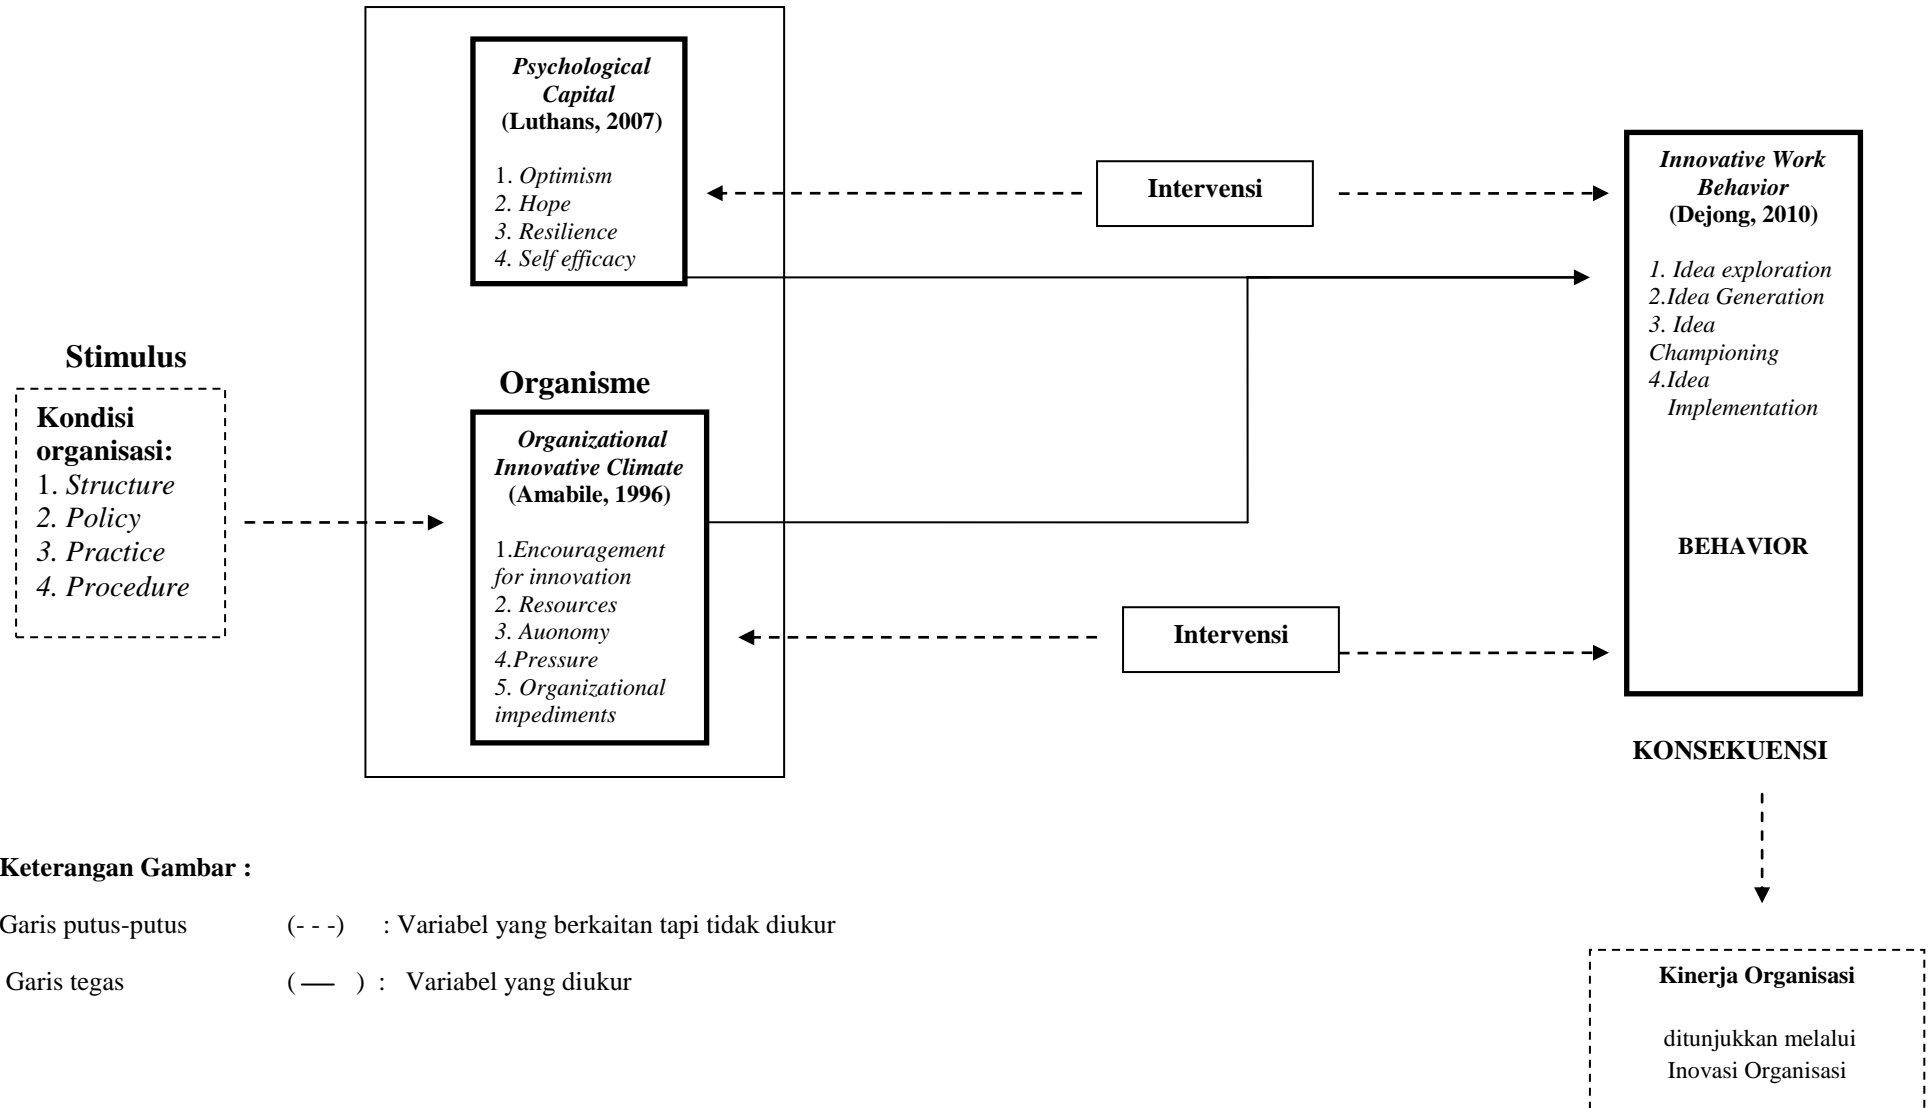 Psychological
Capital
(Luthans, 2007)
1. Optimism
2. Hope
3. Resilience
4. Self efficacy
Intervensi
Innovative Work
Behavior
(Dejong, 2010)
1. Idea exploration
2.Idea Generation
3. Idea
Championing
4.Idea
Implementation
BEHAVIOR
Stimulus
Kondisi
organisasi:
1. Structure
2. Policy
3. Practice
4. Procedure
Organisme
Organizational
Innovative Climate
(Amabile, 1996)
1.Encouragement
for innovation
2. Resources
3. Auonomy
4.Pressure
5. Organizational
impediments
Intervensi
KONSEKUENSI
Keterangan Gambar :
Garis putus-putus (- - -) : Variabel yang berkaitan tapi tidak diukur
Garis tegas ( — ) : Variabel yang diukur
Kinerja Organisasi
ditunjukkan melalui
Inovasi Organisasi